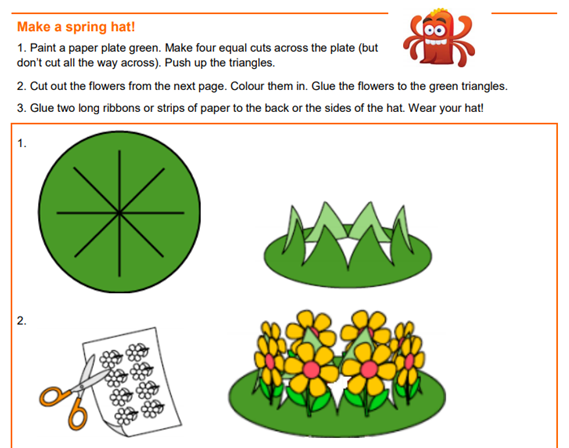 Make a spring hat!
1. Paint a paper plate green. Make four equal cuts across the plate (but
don't cut all the way across). Push up the triangles.
2. Cut out the flowers from the next page. Colour them in. Glue the flowers to the green triangles.
3. Glue two long ribbons or strips of paper to the back or the sides of the hat. Wear your hat!
1.
2.